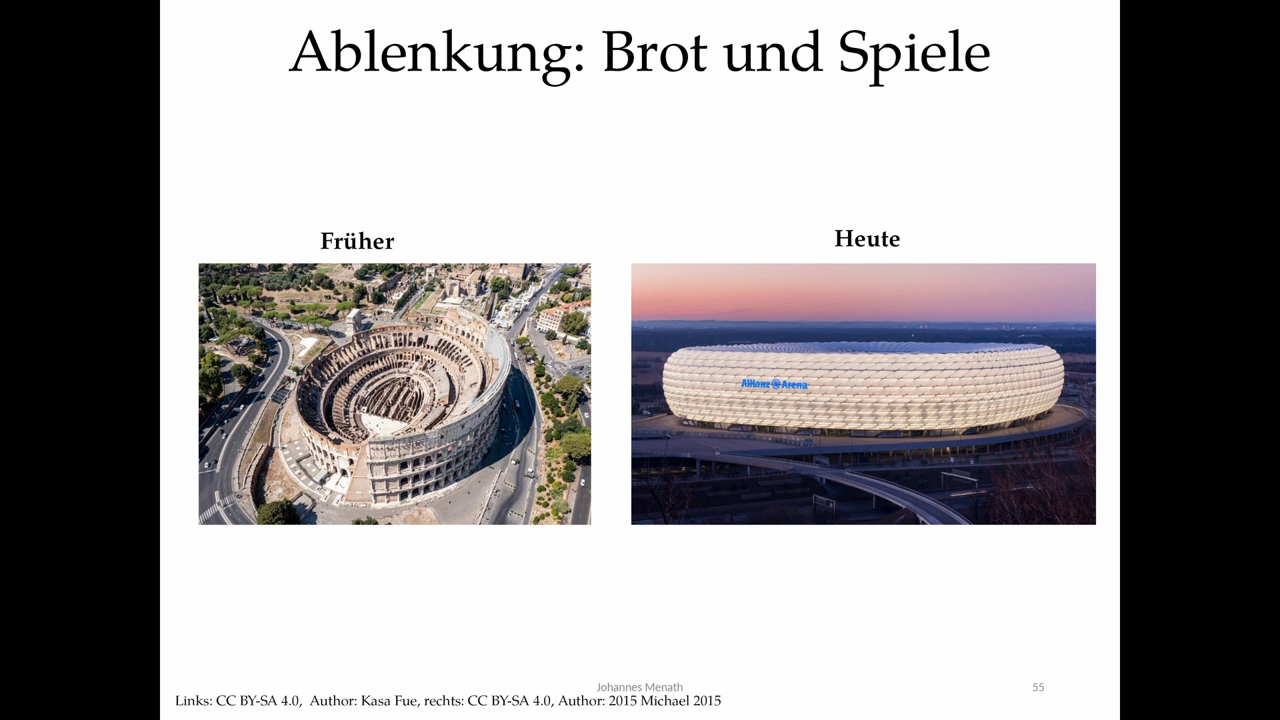 Ablenkung: Brot und Spiele
Früher
Heute
Allianz Arena
Johannes Menath
55
Links: CC BY-SA 4.0,  Author: Kasa Fue, rechts: CC BY-SA 4.0, Author: 2015 Michael 2015